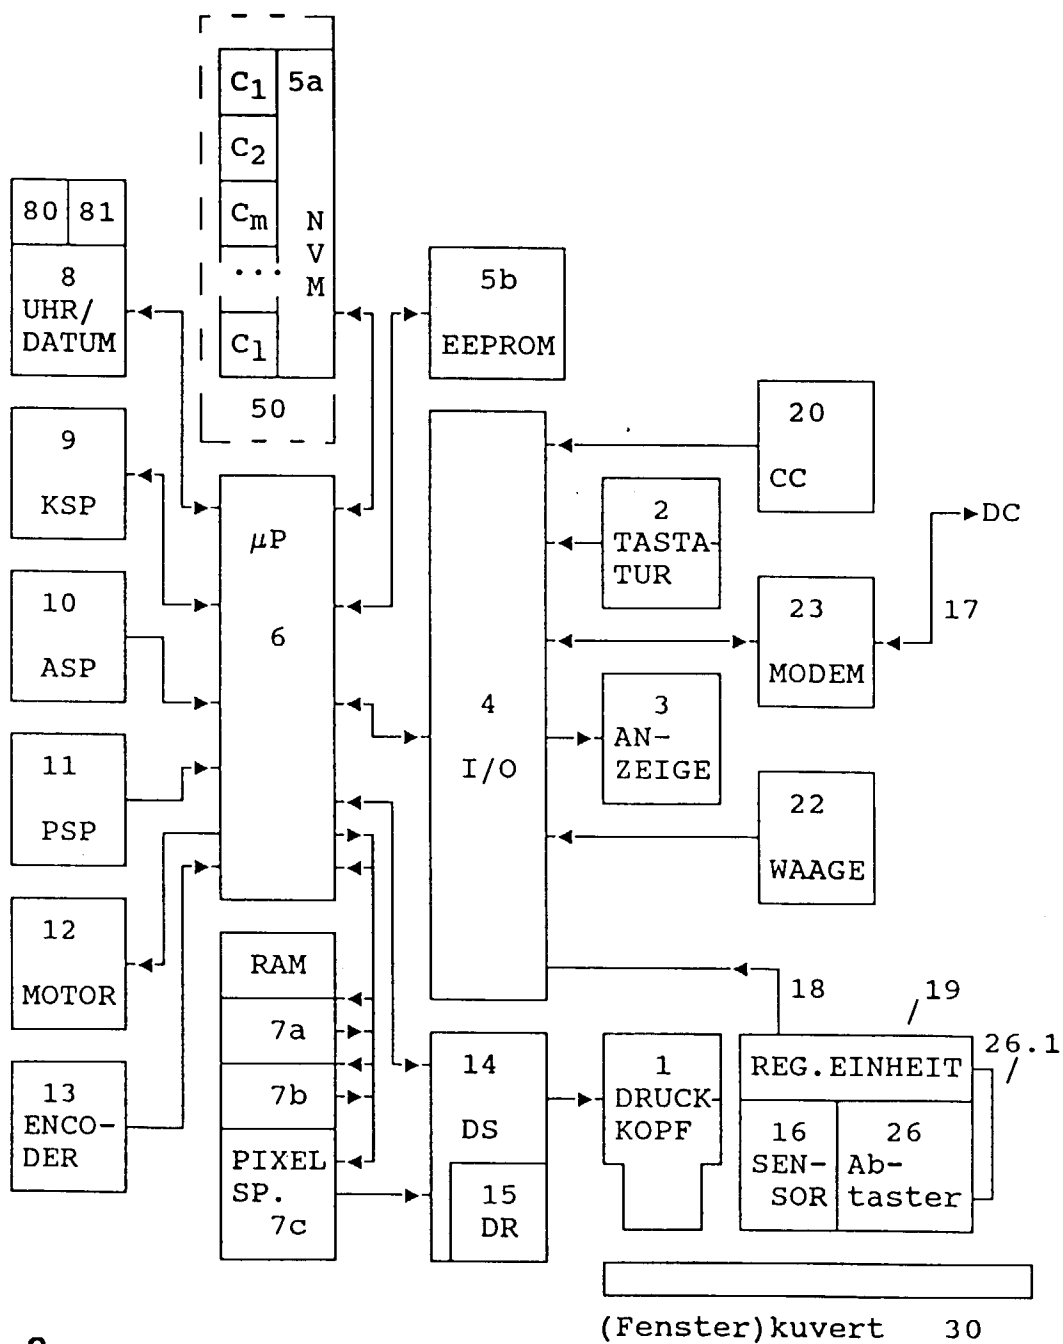 C1
5a
C2
Cm
...
Cl
NVM
50
80
81
8
UHR/
DATUM
9
KSP
10
ASP
11
PSP
12
MOTOR
13
ENCO-
DER
µP
6
5b
EEPROM
4
I/O
20
CC
2
TASTA-
TUR
DC
17
23
MODEM
3
AN-
ZEIGE
22
WAAGE
RAM
7a
7b
PIXEL
SP.
7c
14
DS
15
DR
1
DRUCK-
KOPF
18
19
26.1
REG.EINHEIT
16
SEN-
SOR
26
Ab-
taster
(Fenster)kuvert 30